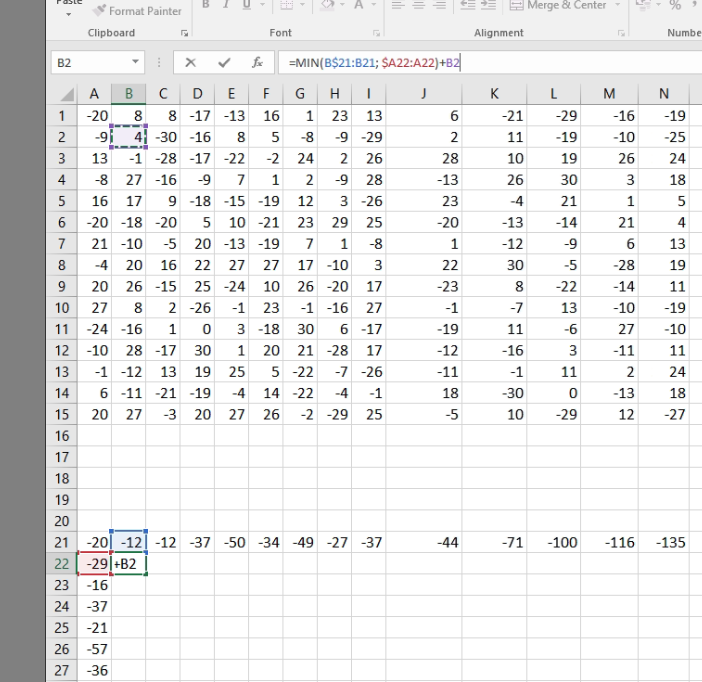 Paste
Format Painter B I U A Merge & Center %
Clipboard Font Alignment Numbe
B2 fx =MIN(B$21:B21; $A22:A22)+B2
A B C D E F G H I J K L M N
1 -20 8 8 -17 -13 16 1 23 13 6 -21 -29 -16 -19
2 -9 4 -30 -16 8 5 -8 -9 -29 2 11 -19 -10 -25
3 13 -1 -28 -17 -22 -2 24 2 26 28 10 19 26 24
4 -8 27 -16 -9 7 1 2 -9 28 -13 26 30 3 18
5 16 17 9 -18 -15 -19 12 3 -26 23 -4 21 1 5
6 -20 -18 -20 5 10 -21 23 29 25 -20 -13 -14 21 4
7 21 -10 -5 20 -13 -19 7 1 -8 1 -12 -9 6 13
8 -4 20 16 22 27 27 17 -10 3 22 30 -5 -28 19
9 20 26 -15 25 -24 10 26 -20 17 -23 8 -22 -14 11
10 27 8 2 -26 -1 23 -1 -16 27 -1 -7 13 -10 -19
11 -24 -16 1 0 3 -18 30 6 -17 -19 11 -6 27 -10
12 -10 28 -17 30 1 20 21 -28 17 -12 -16 3 -11 11
13 -1 -12 13 19 25 5 -22 -7 -26 -11 -1 11 2 24
14 6 -11 -21 -19 -4 14 -22 -4 -1 18 -30 0 -13 18
15 20 27 -3 20 27 26 -2 -29 25 -5 10 -29 12 -27
16
17
18
19
20
21 -20 -12 -12 -37 -50 -34 -49 -27 -37 -44 -71 -100 -116 -135
22 -29 +B2
23 -16
24 -37
25 -21
26 -57
27 -36